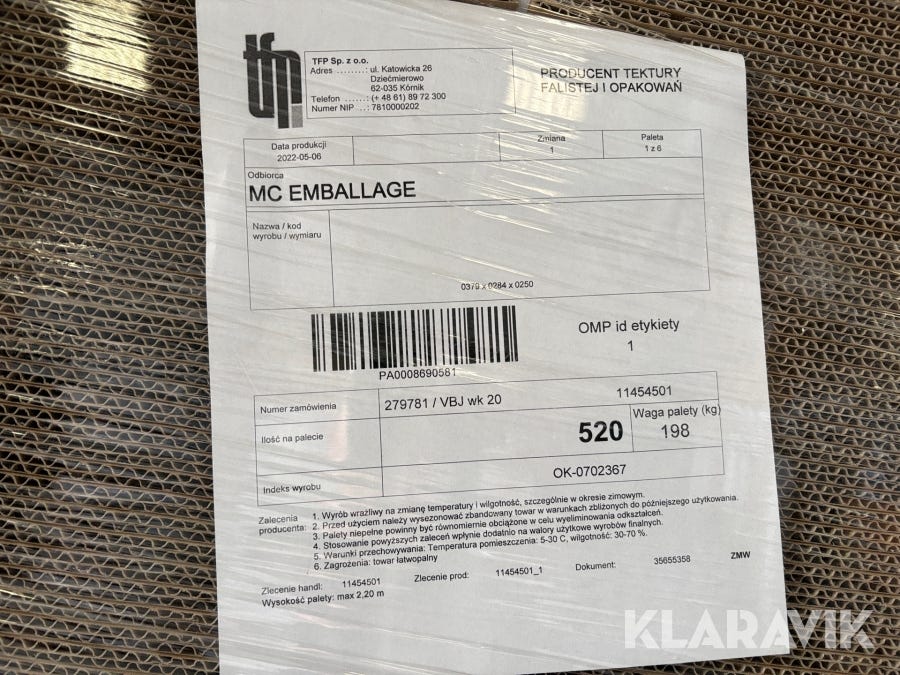 tfp
TFP Sp. z o.o.
Adres ........: ul. Katowicka 26
Dziećmierowo
62-035 Kórnik
Telefon ......: (+ 48 61) 89 72 300
Numer NIP ...: 7810000202
PRODUCENT TEKTURY
FALISTEJ I OPAKOWAŃ
Data produkcji
2022-05-06
Zmiana
1
Paleta
1 z 6
Odbiorca
MC EMBALLAGE
Nazwa / kod
wyrobu / wymiaru
0379 x 0284 x 0250
PA0008690581
OMP id etykiety
1
Numer zamówienia
279781 / VBJ wk 20
11454501
Ilość na palecie
520
Waga palety (kg)
198
Indeks wyrobu
OK-0702367
Zalecenia
producenta:
1. Wyrób wrażliwy na zmianę temperatury i wilgotność, szczególnie w okresie zimowym.
2. Przed użyciem należy wysezonować zbandowany towar w warunkach zbliżonych do późniejszego użytkowania.
3. Palety niepełne powinny być równomiernie obciążone w celu wyeliminowania odkształceń.
4. Stosowanie powyższych zaleceń wpłynie dodatnio na walory użytkowe wyrobów finalnych.
5. Warunki przechowywania: Temperatura pomieszczenia: 5-30 C, wilgotność: 30-70 %.
6. Zagrożenia: towar łatwopalny
Zlecenie handl: 11454501
Zlecenie prod: 11454501_1
Dokument: 35655358
ZMW
Wysokość palety: max 2,20 m
KLARAVIK